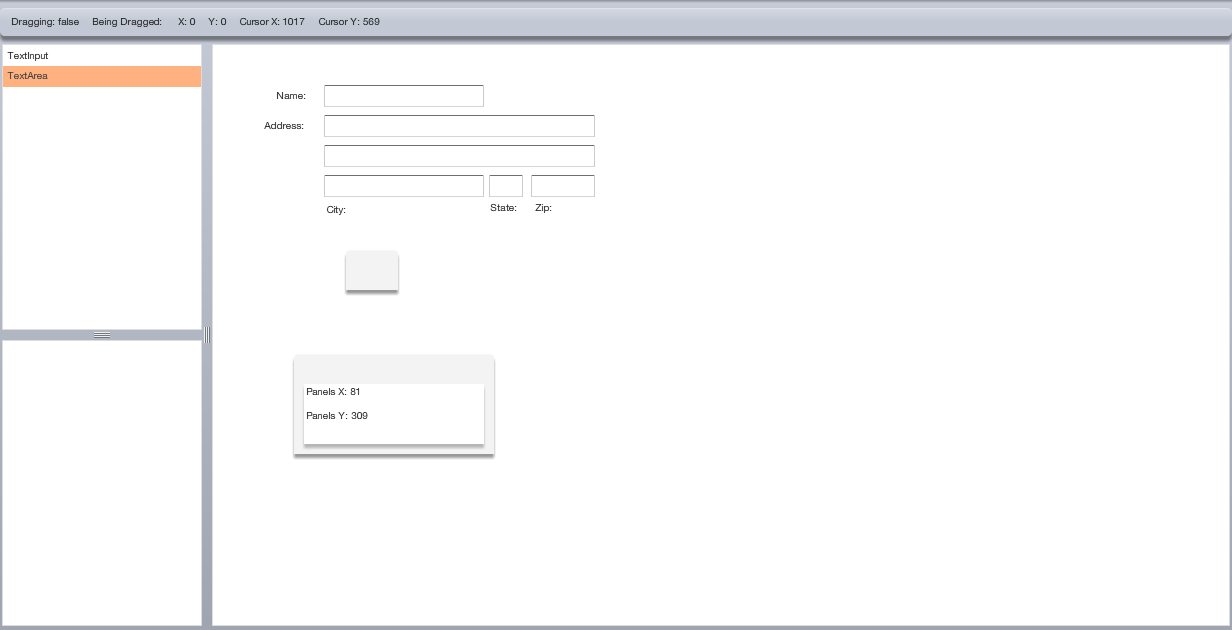 Dragging: false Being Dragged: X: 0 Y: 0 Cursor X: 1017 Cursor Y: 569
TextInput
TextArea
Name:
Address:
City: State: Zip:
Panels X: 81
Panels Y: 309